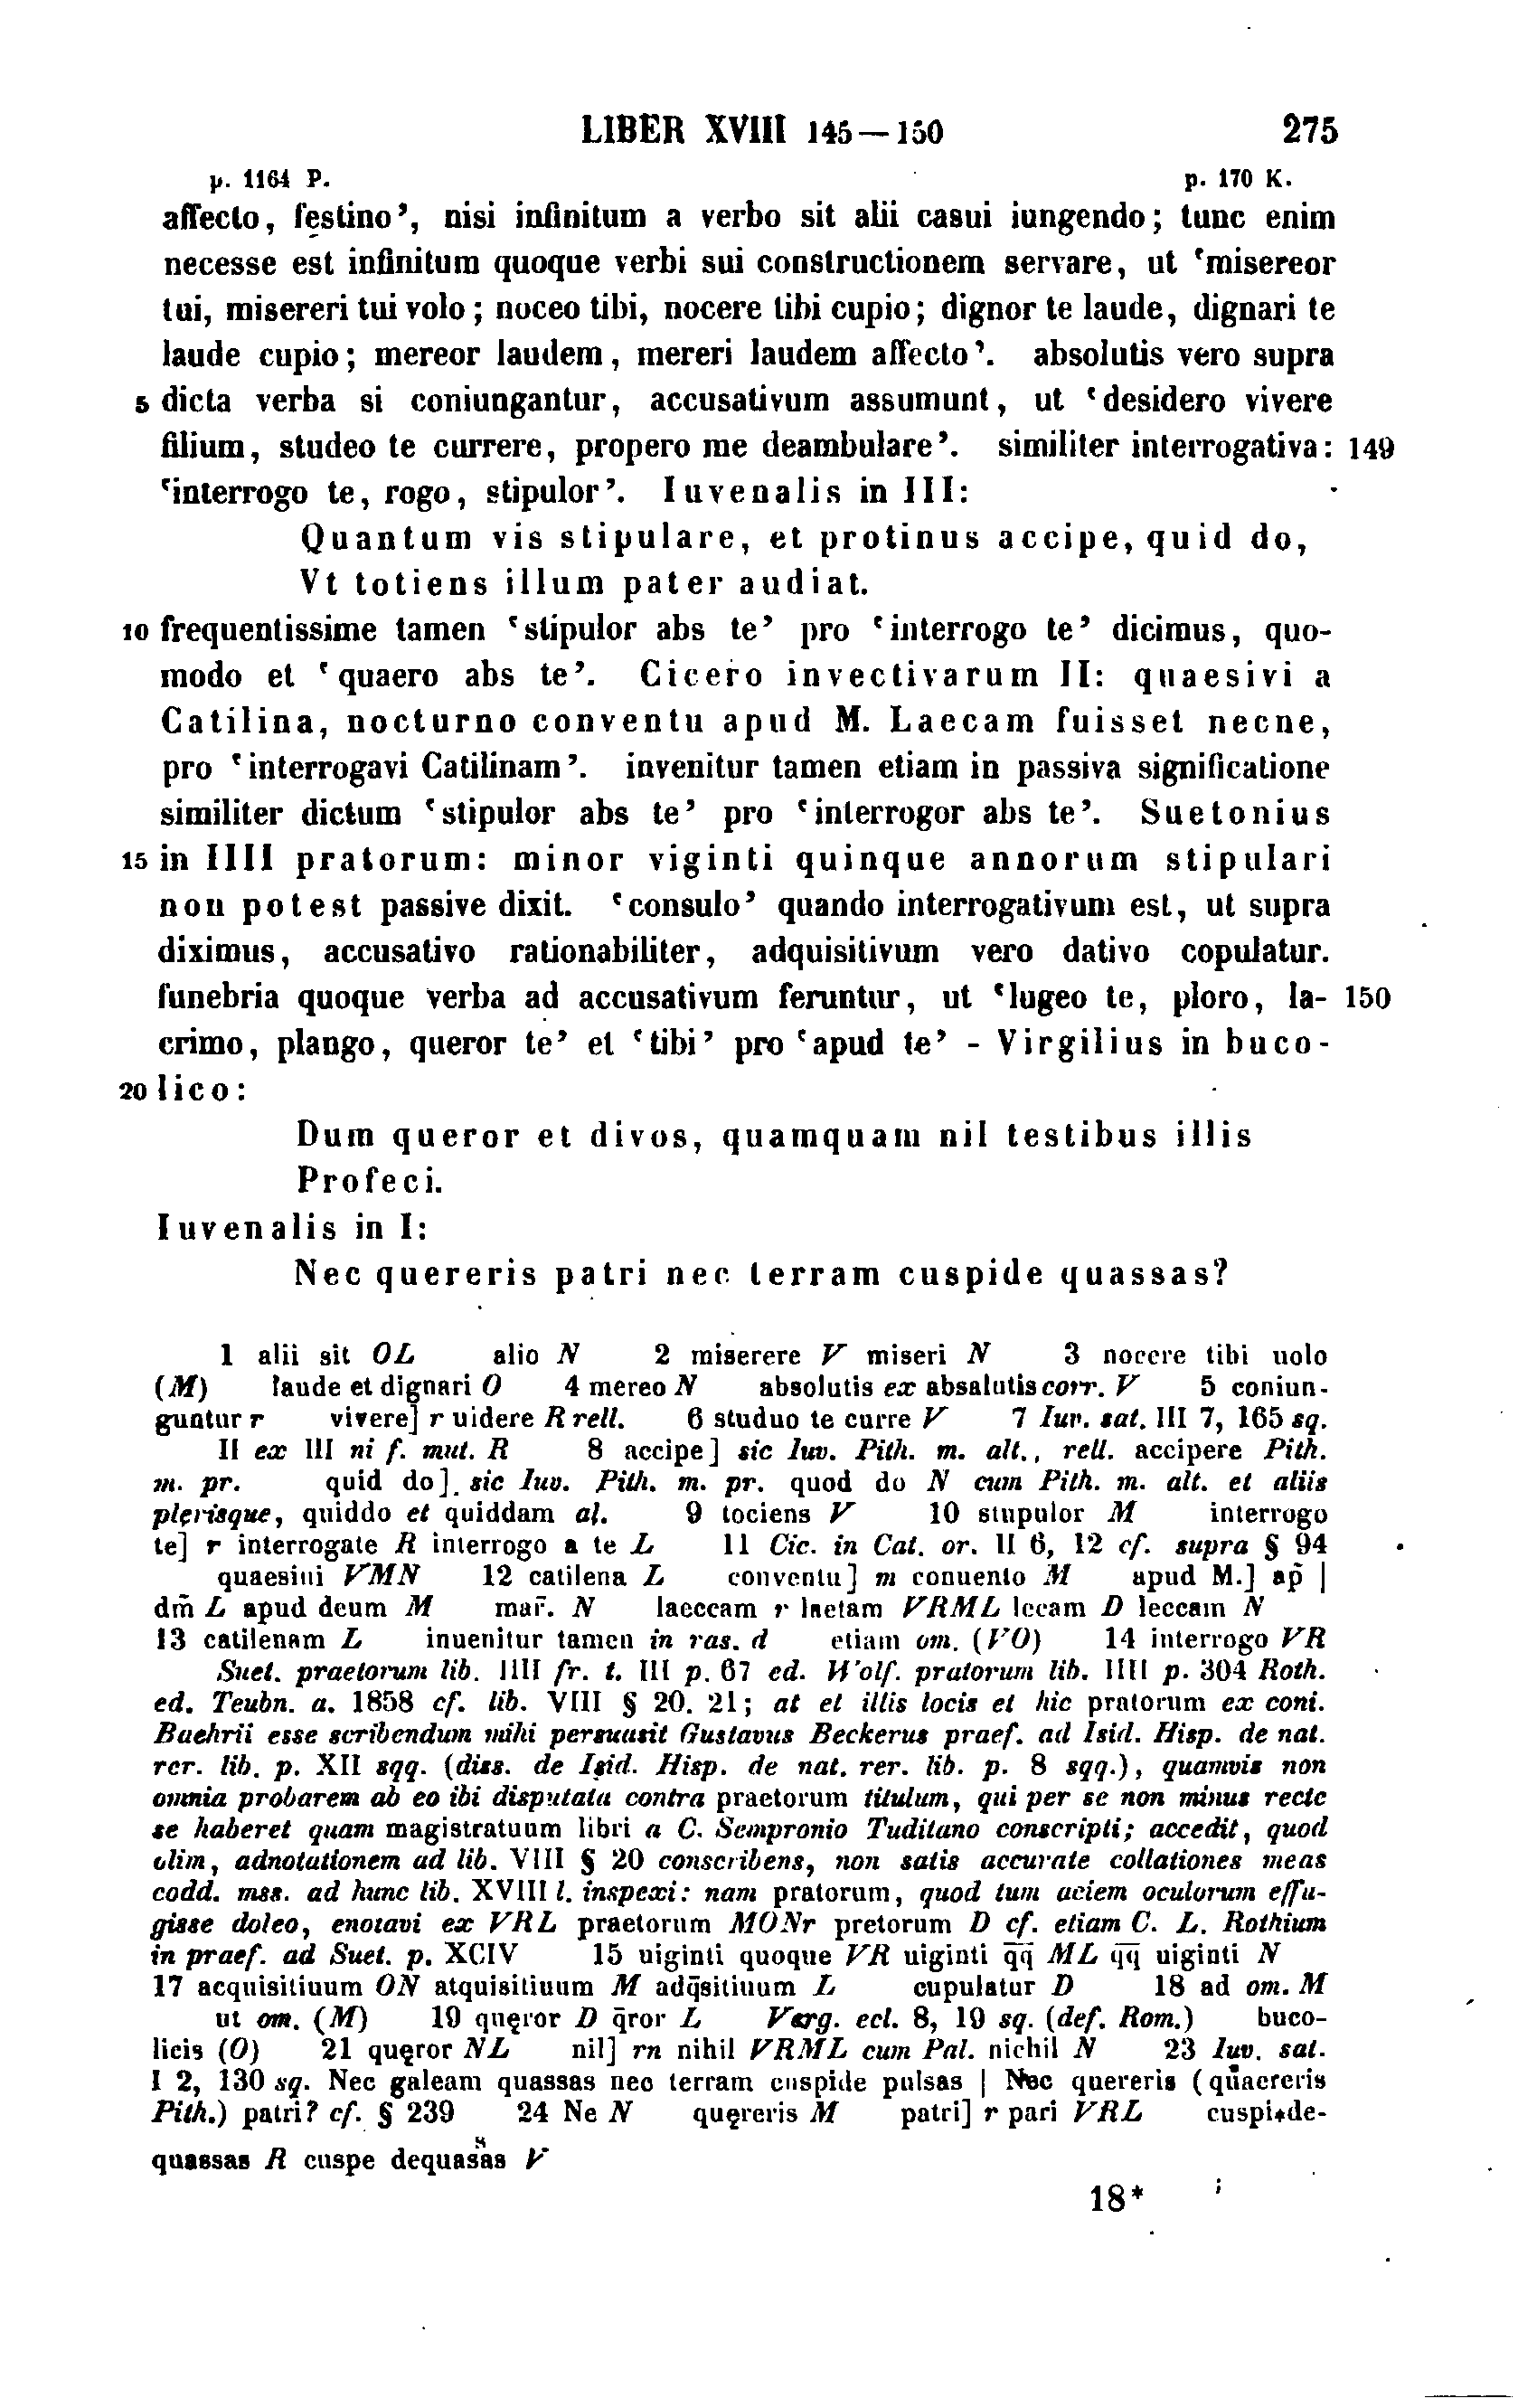 LIBER XVIII 145—150 275
p. 1164 P. p. 170 K.
affecto, festino’, nisi infinitum a verbo sit alii casui iungendo; tunc enim
necesse est infinitum quoque verbi sui constructionem servare, ut ‘misereor
tui, misereri tui volo; noceo tibi, nocere tibi cupio; dignor te laude, dignari te
laude cupio; mereor laudem, mereri laudem affecto’. absolutis vero supra
5 dicta verba si coniungantur, accusativum assumunt, ut ‘desidero vivere
filium, studeo te currere, propero me deambulare’. similiter interrogativa: 149
‘interrogo te, rogo, stipulor’. Iuvenalis in III:
Quantum vis stipulare, et protinus accipe, quid do,
Vt totiens illum pater audiat.
10 frequentissime tamen ‘stipulor abs te’ pro ‘interrogo te’ dicimus, quo-
modo et ‘quaero abs te’. Cicero invectivarum II: quaesivi a
Catilina, nocturno conventu apud M. Laecam fuisset necne,
pro ‘interrogavi Catilinam’. invenitur tamen etiam in passiva significatione
similiter dictum ‘stipulor abs te’ pro ‘interrogor abs te’. Suetonius
15 in IIII pratorum: minor viginti quinque annorum stipulari
non potest passive dixit. ‘consulo’ quando interrogativum est, ut supra
diximus, accusativo rationabiliter, adquisitivum vero dativo copulatur.
funebria quoque verba ad accusativum feruntur, ut ‘lugeo te, ploro, la- 150
crimo, plango, queror te’ et ‘tibi’ pro ‘apud te’ - Virgilius in buco-
20 lico:
Dum queror et divos, quamquam nil testibus illis
Profeci.
Iuvenalis in I:
Nec quereris patri nec terram cuspide quassas?
1 alii sit OL alio N 2 miserere V miseri N 3 nocere tibi uolo
(M) laude et dignari O 4 mereo N absolutis ex absalutis corr. V 5 coniun-
guntur r vivere] r uidere R rell. 6 studuo te curre V 7 Iuv. sat. III 7, 165 sq.
II ex III ni f. mut. R 8 accipe] sic Iuv. Pith. m. alt., rell. accipere Pith.
m. pr. quid do] sic Iuv. Pith. m. pr. quod do N cum Pith. m. alt. et aliis
plerisque, quiddo et quiddam al. 9 tociens V 10 stupulor M interrogo
te] r interrogate R interrogo a te L 11 Cic. in Cat. or. II 6, 12 cf. supra § 94
quaesiui VMN 12 catilena L conventu] m conuento M apud M.] ap̄ |
dm̄ L apud deum M mar̄. N laeccam r laetam VRML lecam D leccam N
13 catilenam L inuenitur tamen in ras. d etiam om. (VO) 14 interrogo VR
Suet. praetorum lib. IIII fr. t. III p. 67 ed. Wolf. pratorum lib. IIII p. 304 Roth.
ed. Teubn. a. 1858 cf. lib. VIII § 20. 21; at et illis locis et hic pratorum ex coni.
Baehrii esse scribendum mihi persuasit Gustavus Beckerus praef. ad Isid. Hisp. de nat.
rer. lib. p. XII sqq. (diss. de Isid. Hisp. de nat. rer. lib. p. 8 sqq.), quamvis non
omnia probarem ab eo ibi disputata contra praetorum titulum, qui per se non minus recte
se haberet quam magistratuum libri a C. Sempronio Tuditano conscripti; accedit, quod
olim, adnotationem ad lib. VIII § 20 conscribens, non satis accurate collationes meas
codd. mss. ad hunc lib. XVIII l. inspexi: nam pratorum, quod tum aciem oculorum effu-
gisse doleo, enotavi ex VRL praetorum MONr pretorum D cf. etiam C. L. Rothium
in praef. ad Suet. p. XCIV 15 uiginti quoque VR uiginti q̄q̄ ML q̄q̄ uiginti N
17 acquisitiuum ON atquisitiuum M adq̄sitiuum L cupulatur D 18 ad om. M
ut om. (M) 19 quęror D q̄ror L Verg. ecl. 8, 19 sq. (def. Rom.) buco-
licis (O) 21 quęror NL nil] rn nihil VRML cum Pal. nichil N 23 Iuv. sat.
I 2, 130 sq. Nec galeam quassas nec terram cuspide pulsas | Nec quereris (quacreris
Pith.) patri? cf. § 239 24 Ne N quęreris M patri] r pari VRL cuspi*de-
quassas R cuspe dequasas V
18*